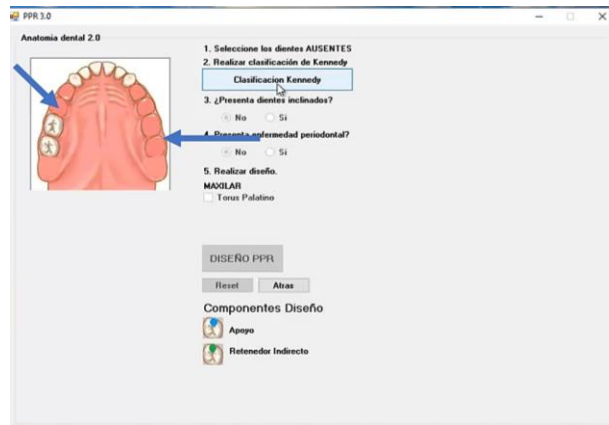 PPR 3.0
Anatomia dental 2.0
1. Seleccione los dientes AUSENTES
2. Realizar clasificación de Kennedy
Clasificacion Kennedy
3. ¿Presenta dientes inclinados?
No Si
4. Presenta enfermedad periodontal?
No Si
5. Realizar diseño.
MAXILAR
Torus Palatino
DISEÑO PPR
Reset Atras
Componentes Diseño
Apoyo
Retenedor Indirecto